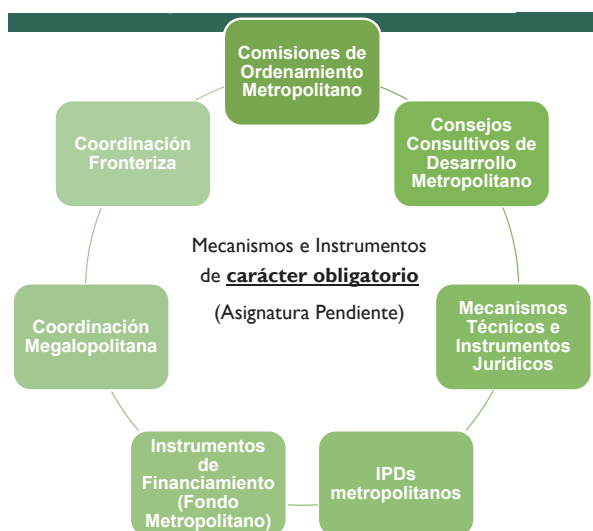 Comisiones de
Ordenamiento
Metropolitano
Consejos
Consultivos de
Desarrollo
Metropolitano
Mecanismos
Técnicos e
Instrumentos
Jurídicos
IPDs
metropolitanos
Instrumentos
de
Financiamiento
(Fondo
Metropolitano)
Coordinación
Megalopolitana
Coordinación
Fronteriza
Mecanismos e Instrumentos
de carácter obligatorio
(Asignatura Pendiente)